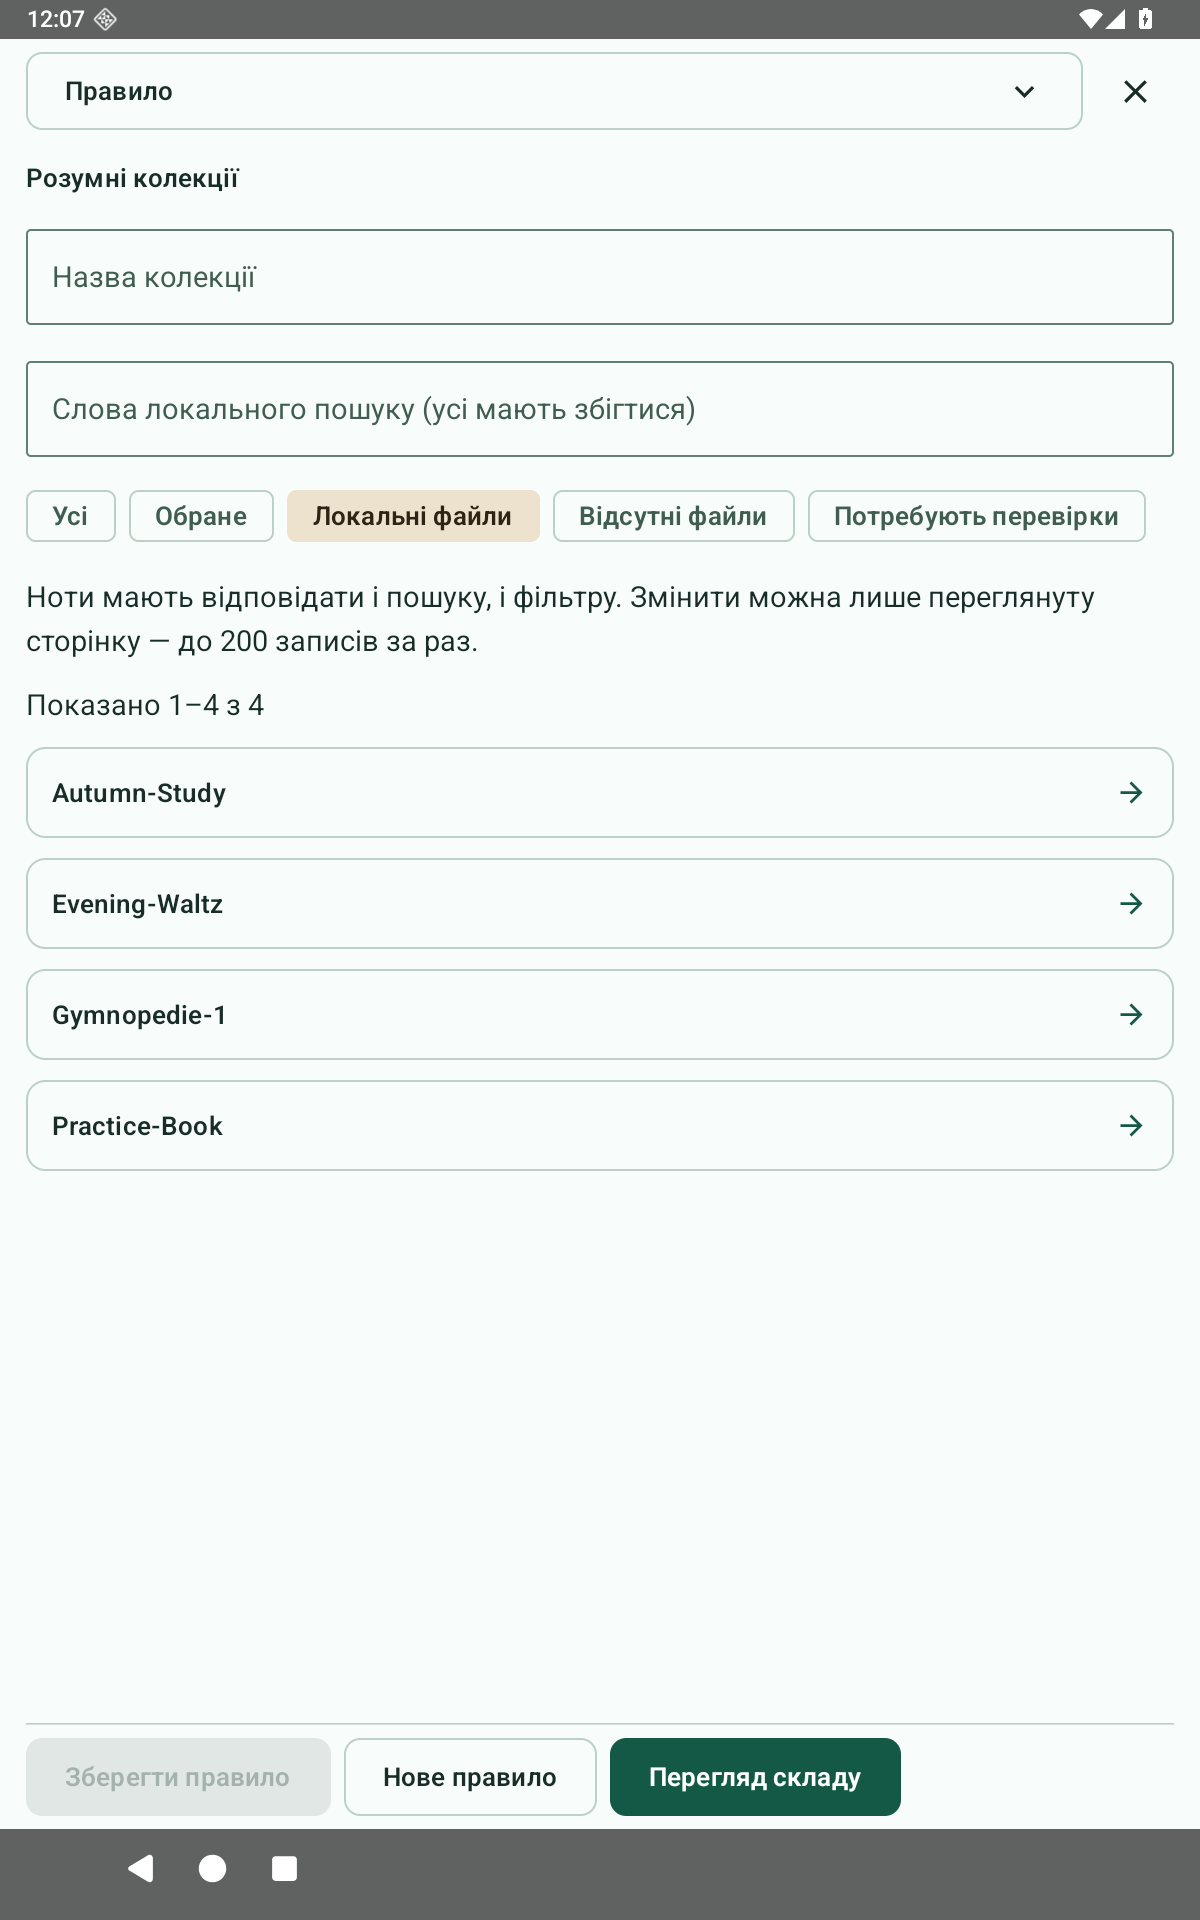 12:07
Правило
Розумні колекції
Назва колекції
Слова локального пошуку (усі мають збігтися)
Усі
Обране
Локальні файли
Відсутні файли
Потребують перевірки
Ноти мають відповідати і пошуку, і фільтру. Змінити можна лише переглянуту
сторінку — до 200 записів за раз.
Показано 1–4 з 4
Autumn-Study
Evening-Waltz
Gymnopedie-1
Practice-Book
Зберегти правило
Нове правило
Перегляд складу